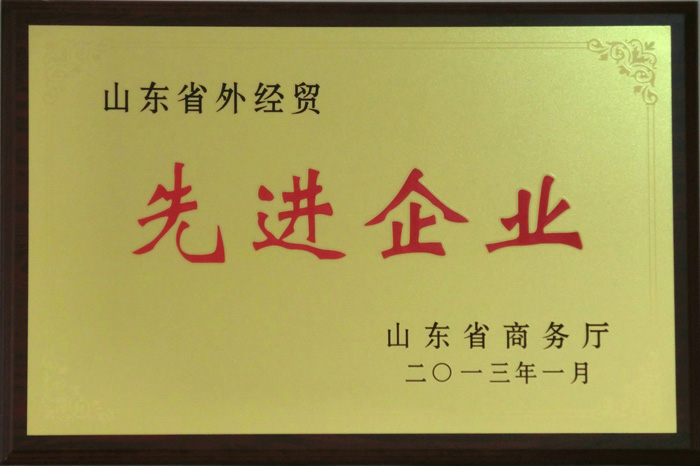 山东省外经贸
先进企业
山东省商务厅
二〇一三年一月